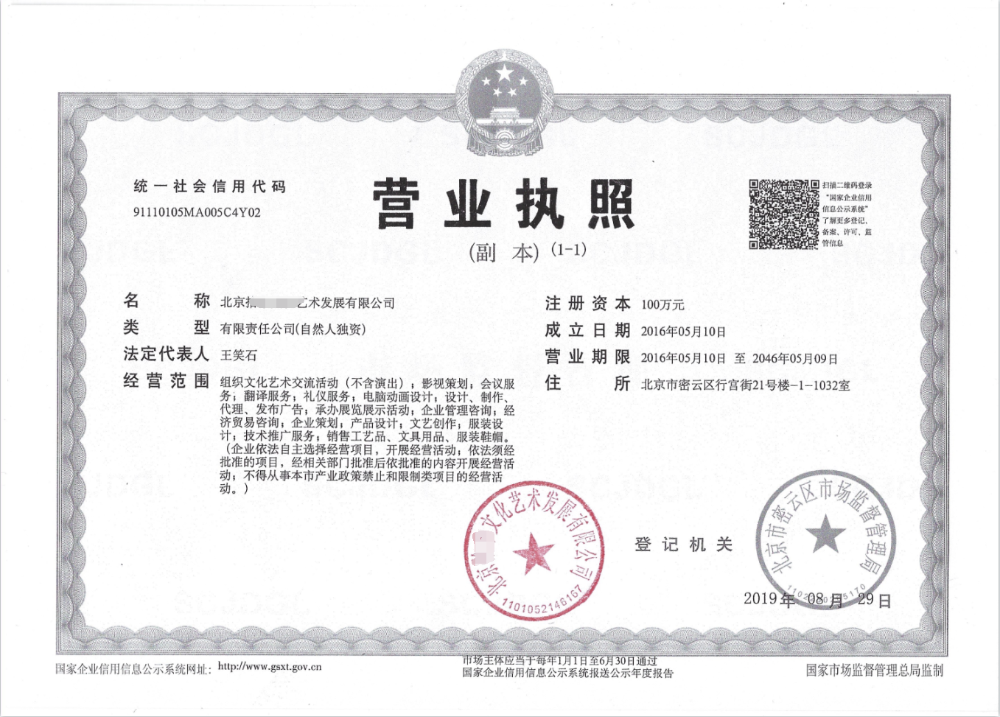 统一社会信用代码
91110105MA005C4Y02
营业执照
(副 本) (1-1)
扫描二维码登录
“国家企业信用
信息公示系统”
了解更多登记、
备案、许可、监
管信息
名 称 北京 艺术发展有限公司
类 型 有限责任公司(自然人独资)
法定代表人 王笑石
经营范围 组织文化艺术交流活动（不含演出）；影视策划；会议服
务；翻译服务；礼仪服务；电脑动画设计；设计、制作、
代理、发布广告；承办展览展示活动；企业管理咨询；经
济贸易咨询；企业策划；产品设计；文艺创作；服装设
计；技术推广服务；销售工艺品、文具用品、服装鞋帽。
（企业依法自主选择经营项目，开展经营活动；依法须经
批准的项目，经相关部门批准后依批准的内容开展经营活
动；不得从事本市产业政策禁止和限制类项目的经营活
动。）
注册资本 100万元
成立日期 2016年05月10日
营业期限 2016年05月10日 至 2046年05月09日
住 所 北京市密云区行宫街21号楼-1-1032室
北京 文化艺术发展有限公司
1101052146167
登记机关
北京市密云区市场监督管理局
2019年 08月 29日
国家企业信用信息公示系统网址： http://www.gsxt.gov.cn
市场主体应当于每年1月1日至6月30日通过
国家企业信用信息公示系统报送公示年度报告
国家市场监督管理总局监制